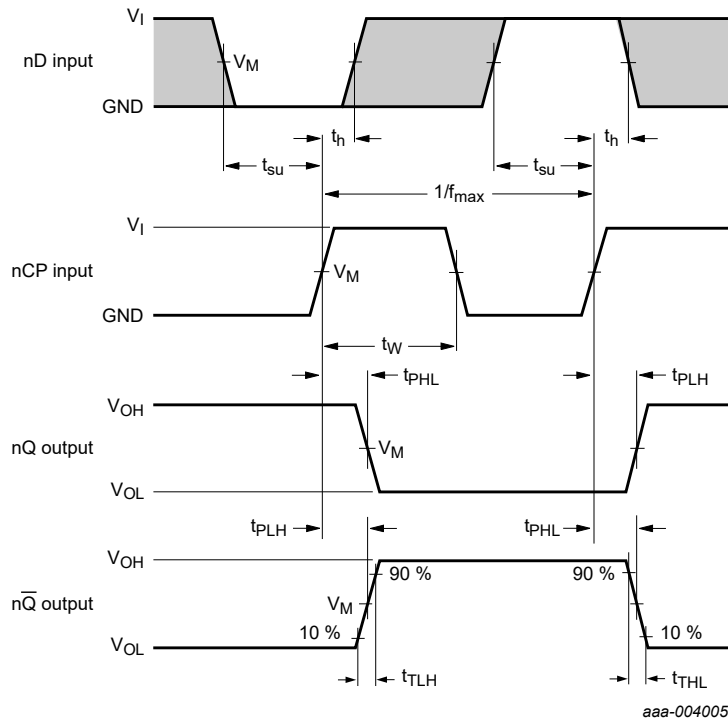 V_I
nD input
V_M
GND
t_h
t_h
t_su
t_su
1/f_max
V_I
nCP input
V_M
GND
t_W
t_PHL
t_PLH
V_OH
nQ output
V_M
V_OL
t_PLH
t_PHL
V_OH
90 %
90 %
nQ̅ output
V_M
10 %
10 %
V_OL
t_TLH
t_THL
aaa-004005